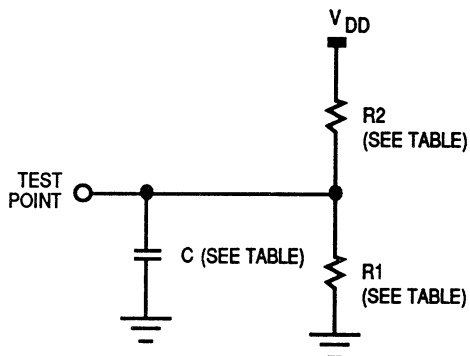 VDD
R2
(SEE TABLE)
TEST
POINT
C (SEE TABLE)
R1
(SEE TABLE)